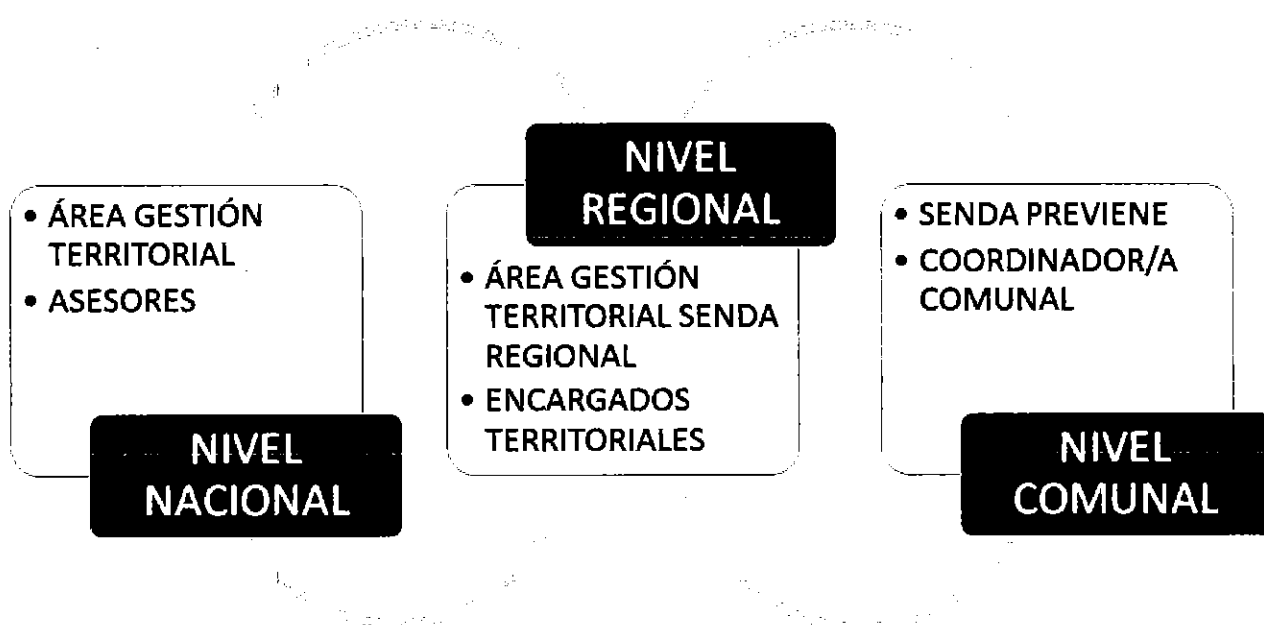 • ÁREA GESTIÓN
TERRITORIAL
• ASESORES
NIVEL
NACIONAL
NIVEL
REGIONAL
• ÁREA GESTIÓN
TERRITORIAL SENDA
REGIONAL
• ENCARGADOS
TERRITORIALES
• SENDA PREVIENE
• COORDINADOR/A
COMUNAL
NIVEL
COMUNAL